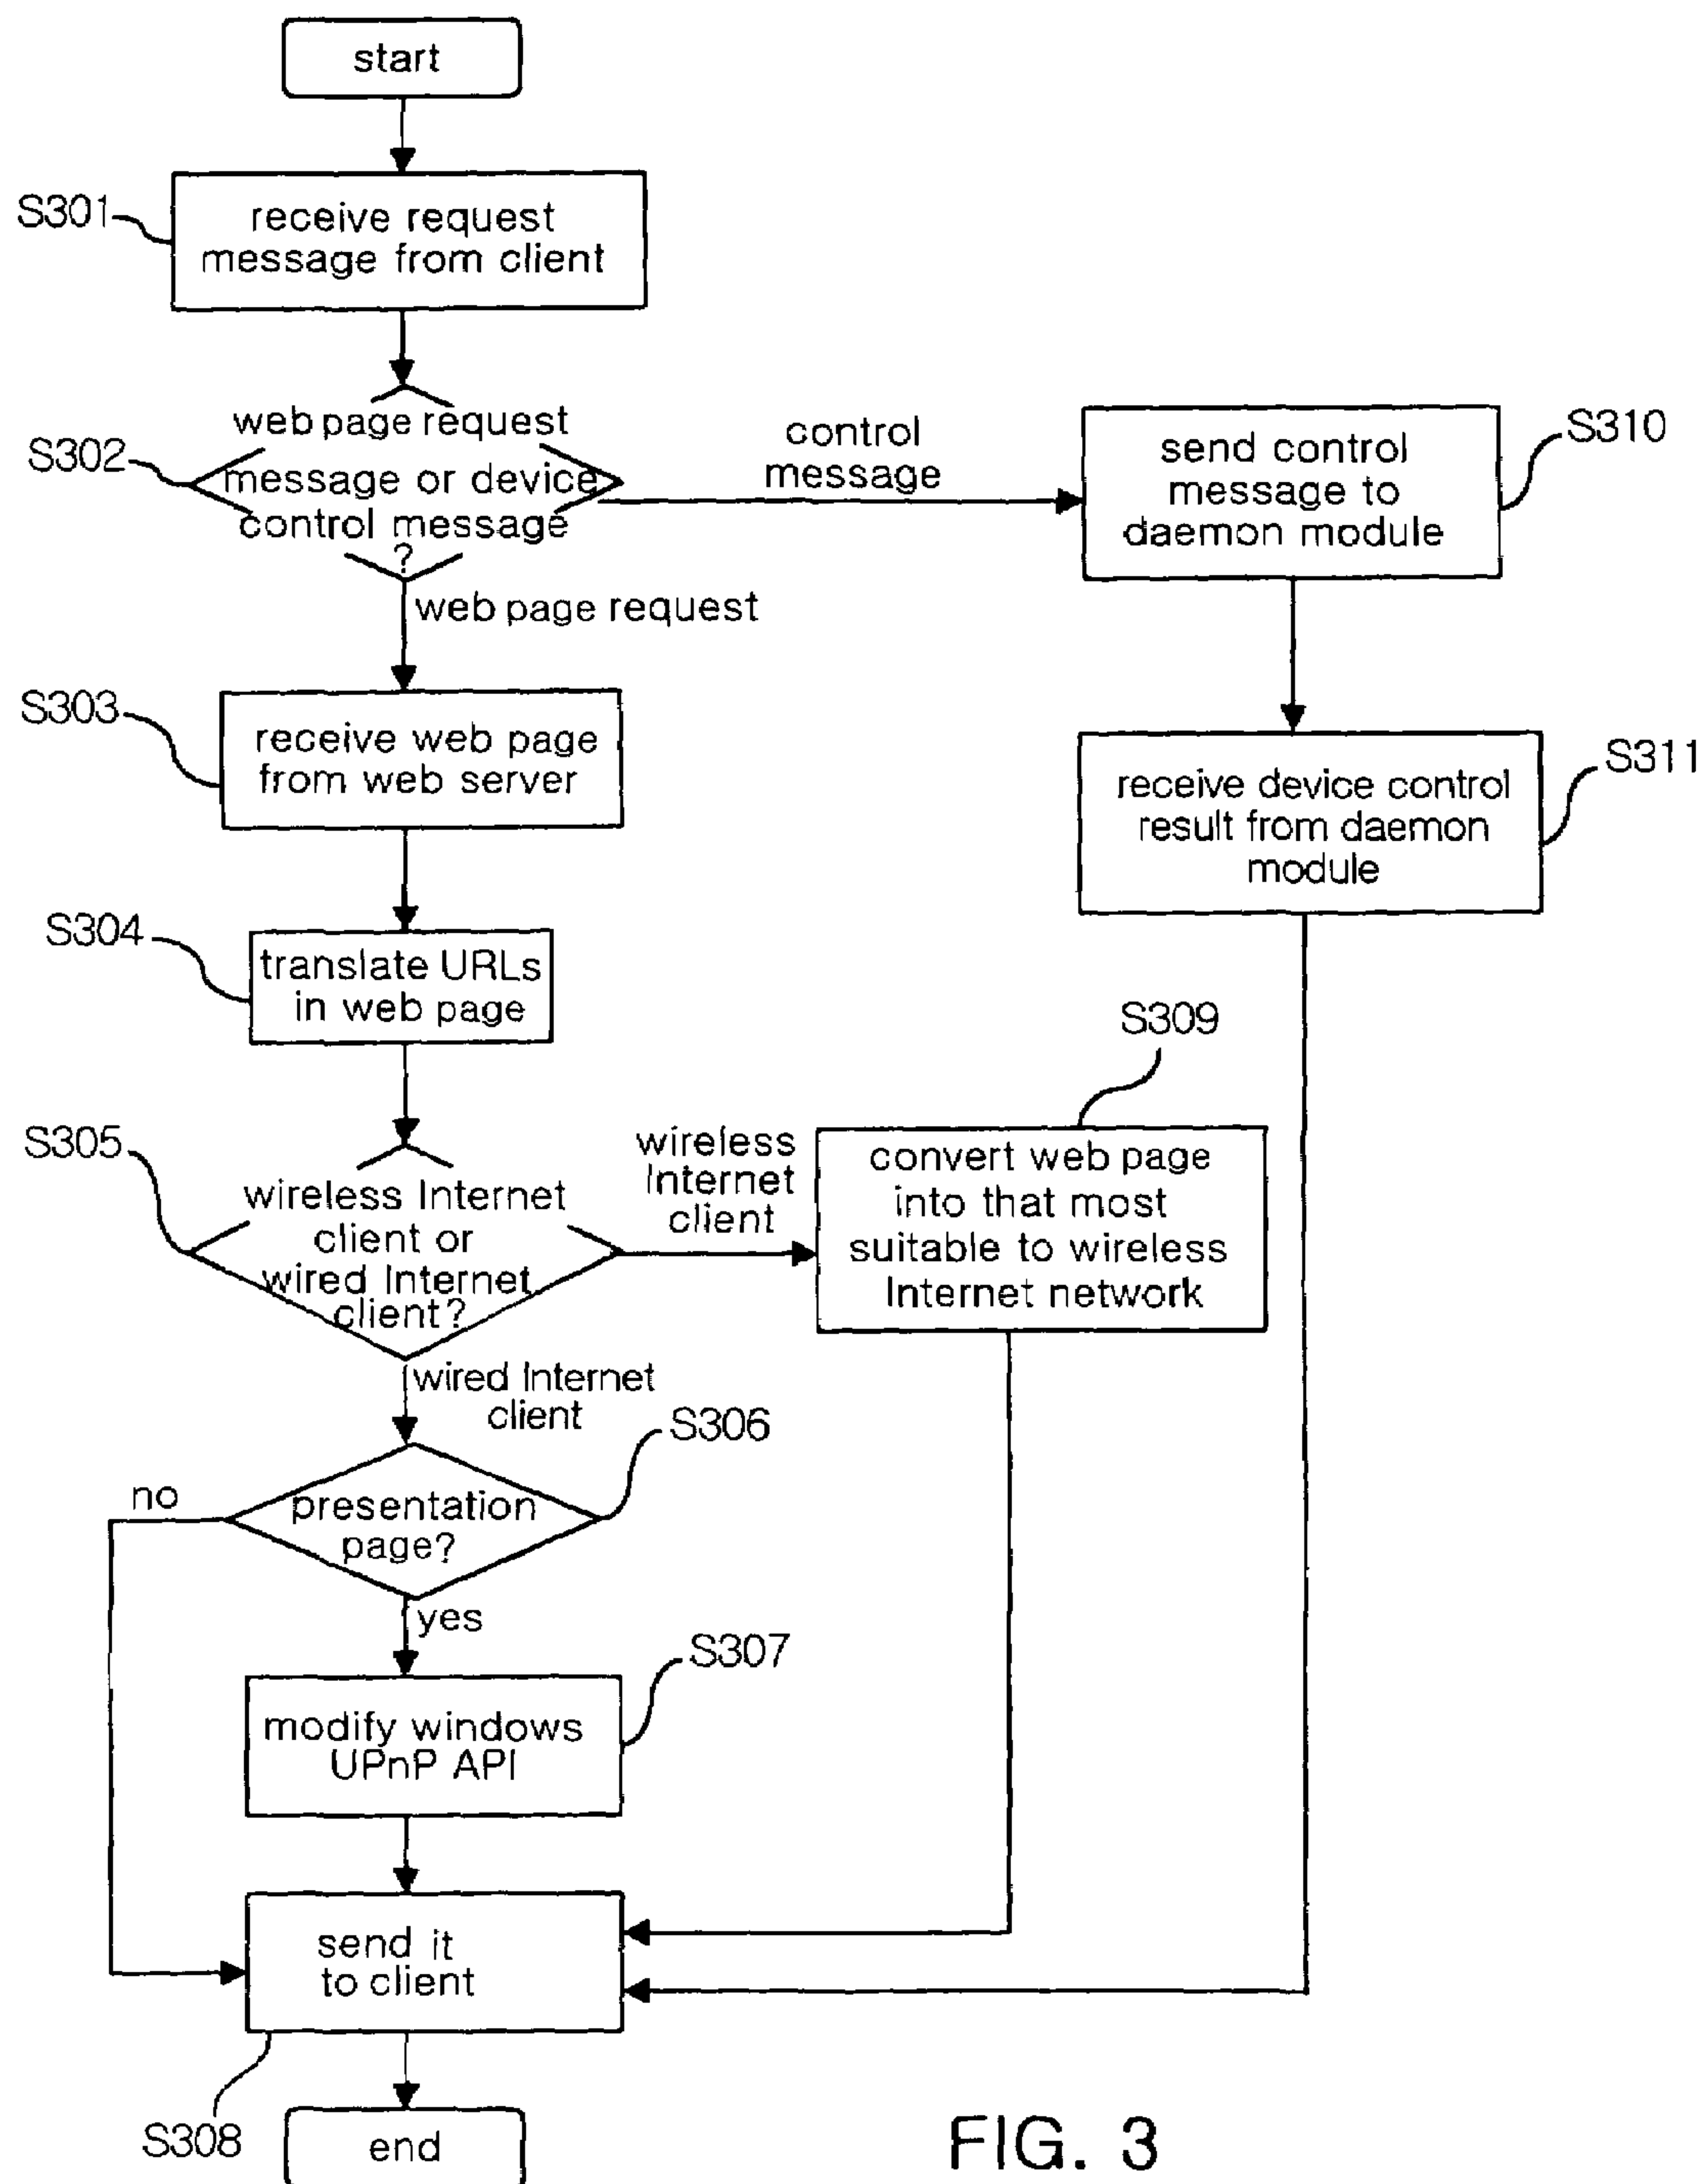 start
S301
receive request
message from client
S302
web page request
message or device
control message
?
control
message
S310
send control
message to
daemon module
web page request
S303
receive web page
from web server
S311
receive device control
result from daemon
module
S304
translate URLs
in web page
S309
S305
wireless Internet
client or
wired Internet
client?
wireless
Internet
client
convert web page
into that most
suitable to wireless
Internet network
wired Internet
client
S306
no
presentation
page?
yes
S307
modify windows
UPnP API
send it
to client
S308
end
FIG. 3